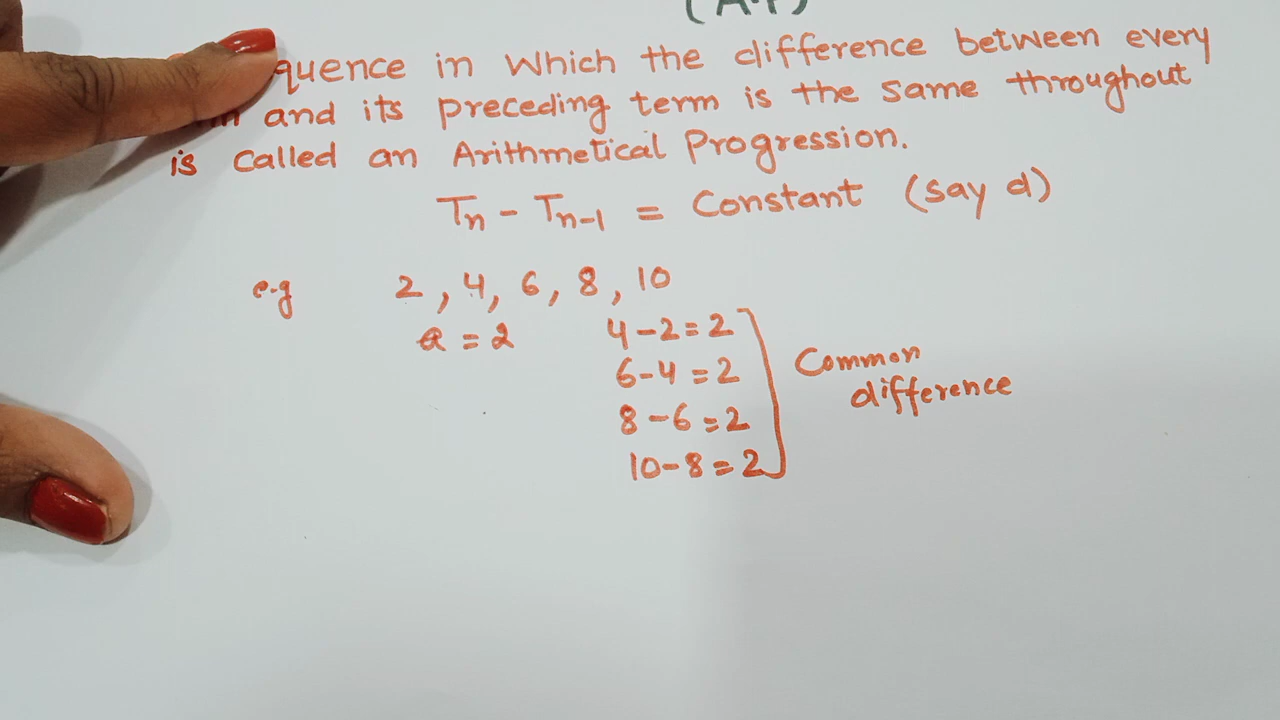 (A.P)
quence in which the difference between every
and its preceding term is the same throughout
is called an Arithmetical Progression.
Tn - Tn-1 = Constant (say d)
e.g 2, 4, 6, 8, 10
a = 2 4-2=2
6-4=2
8-6=2
10-8=2
Common
difference